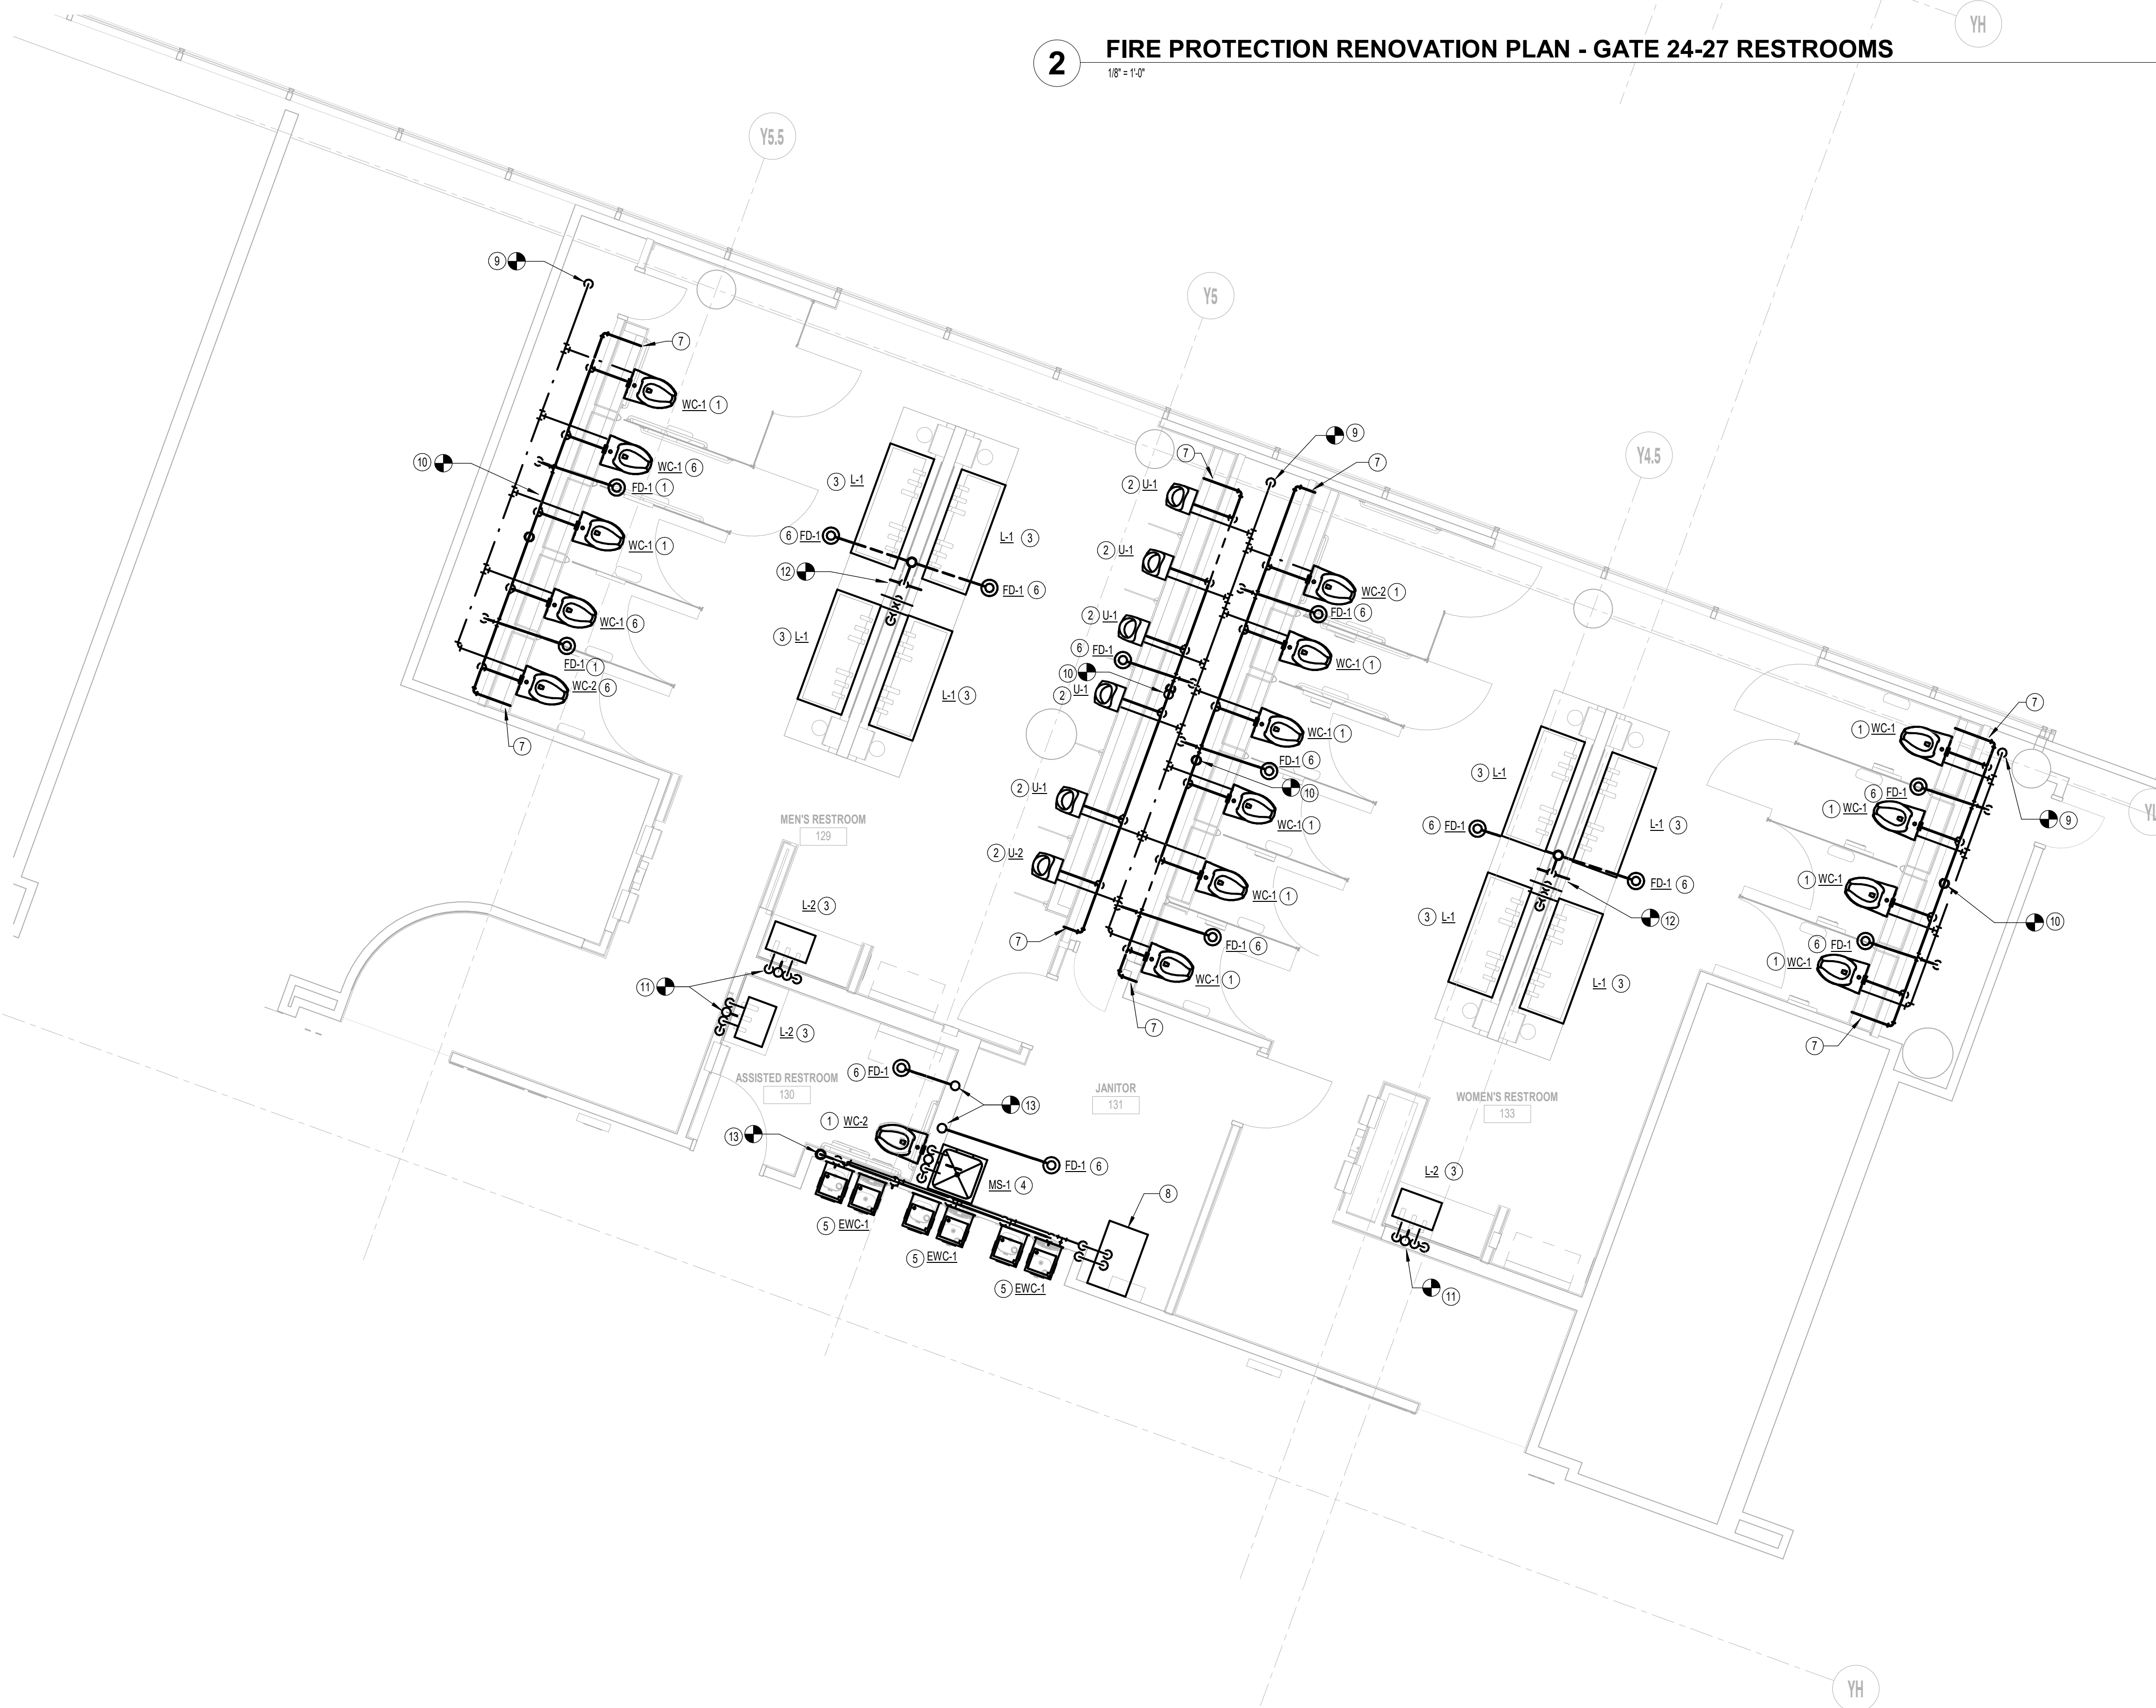 YH
2
FIRE PROTECTION RENOVATION PLAN - GATE 24-27 RESTROOMS
1/8" = 1'-0"
Y5.5
9
Y5
7
WC-1 1
10
WC-1 6
FD-1 1
WC-1 1
WC-1 6
FD-1 1
WC-2 6
7
3 L-1
L-1 3
6 FD-1
12
FD-1 6
3 L-1
L-1 3
9
Y4.5
7
7
2 U-1
2 U-1
WC-2 1
FD-1 6
2 U-1
6 FD-1
WC-1 1
10
2 U-1
WC-1 1
FD-1 6
10
2 U-1
WC-1 1
2 U-2
WC-1 1
7
FD-1 6
WC-1 1
7
7
1 WC-1
3 L-1
L-1 3
6 FD-1
1 WC-1
9
YL
6 FD-1
FD-1 6
12
3 L-1
L-1 3
1 WC-1
10
6 FD-1
1 WC-1
7
MEN'S RESTROOM
129
L-2 3
11
L-2 3
ASSISTED RESTROOM
130
6 FD-1
JANITOR
131
13
1 WC-2
13
FD-1 6
MS-1 4
8
5 EWC-1
5 EWC-1
5 EWC-1
WOMEN'S RESTROOM
133
L-2 3
11
YH